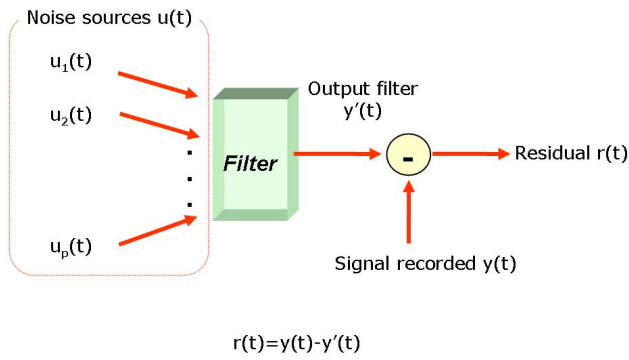 Noise sources u(t)
u₁(t)
u₂(t)
.
.
.
uₚ(t)
Filter
Output filter
y’(t)
-
Residual r(t)
Signal recorded y(t)
r(t)=y(t)-y’(t)